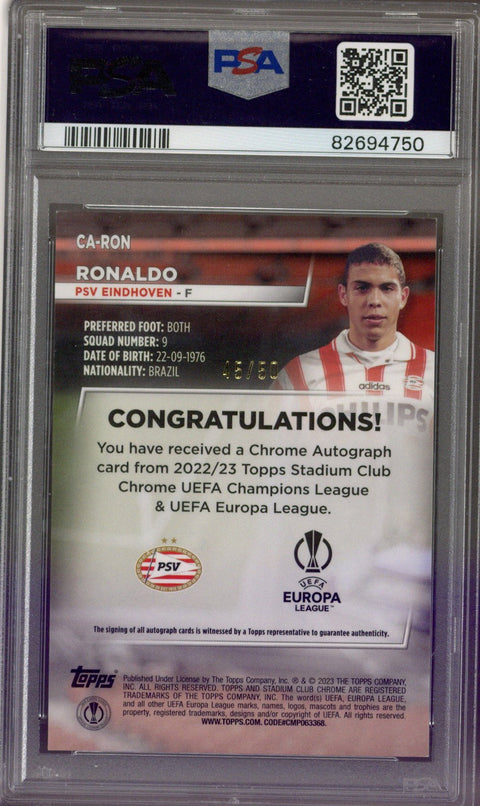 PSA
PSA
82694750
CA-RON
RONALDO
PSV EINDHOVEN - F
PREFERRED FOOT: BOTH
SQUAD NUMBER: 9
DATE OF BIRTH: 22-09-1976
NATIONALITY: BRAZIL
45/50
adidas
PHILIPS
CONGRATULATIONS!
You have received a Chrome Autograph
card from 2022/23 Topps Stadium Club
Chrome UEFA Champions League
& UEFA Europa League.
PSV
UEFA
EUROPA
LEAGUE™
The signing of all autograph cards is witnessed by a Topps representative to guarantee authenticity.
Topps
Published Under License by The Topps Company, Inc. ® & © 2023 THE TOPPS COMPANY,
INC. ALL RIGHTS RESERVED. TOPPS AND STADIUM CLUB CHROME ARE REGISTERED
TRADEMARKS OF THE TOPPS COMPANY, INC. The word(s) UEFA, EUROPA LEAGUE,
and all other UEFA Europa League marks, names, logos, mascots and trophies are the
property, registered trademarks, designs and/or copyright of UEFA. All rights reserved.
WWW.TOPPS.COM. CODE#CMP063368.
PSA